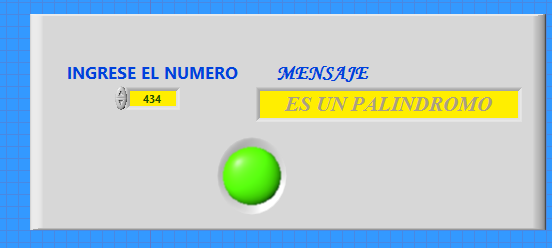 INGRESE EL NUMERO
MENSAJE
434
ES UN PALINDROMO